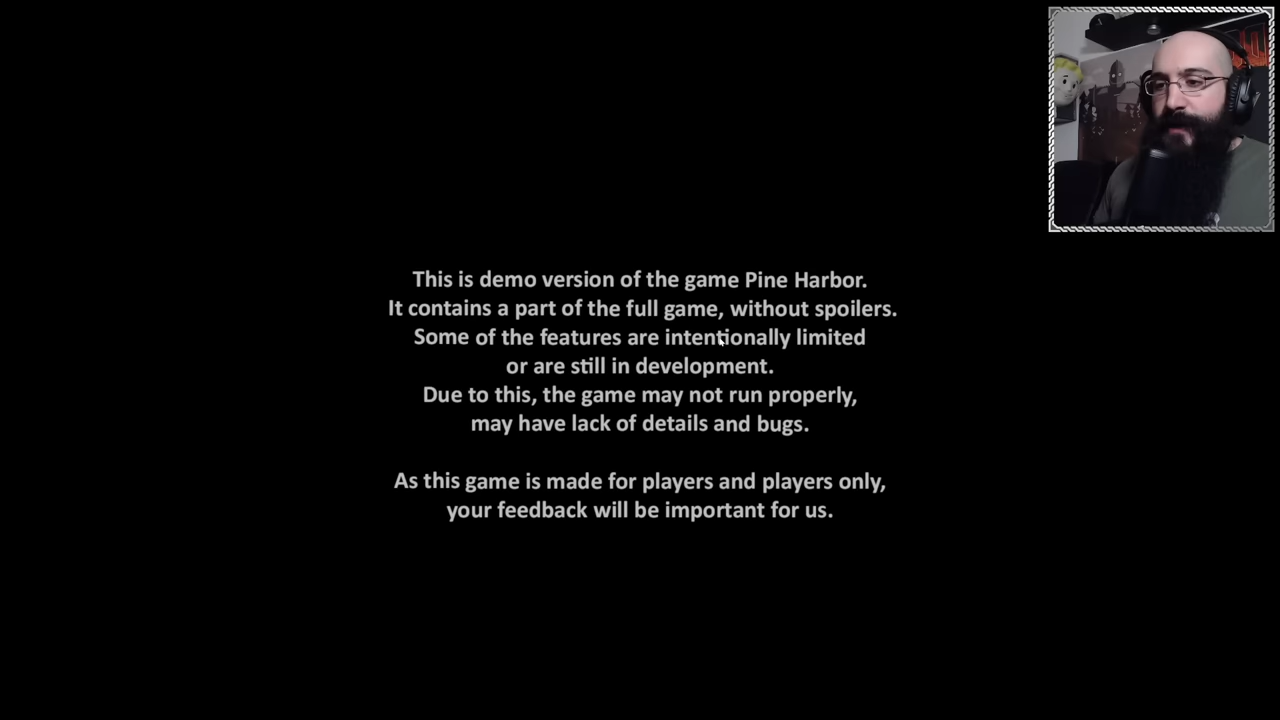 This is demo version of the game Pine Harbor.
It contains a part of the full game, without spoilers.
Some of the features are intentionally limited
or are still in development.
Due to this, the game may not run properly,
may have lack of details and bugs.
As this game is made for players and players only,
your feedback will be important for us.